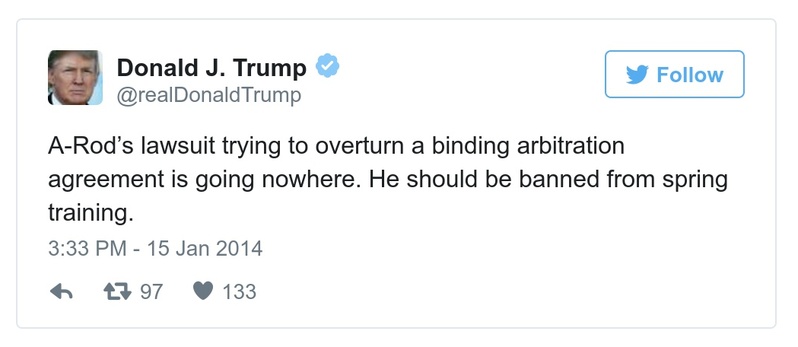 Donald J. Trump
@realDonaldTrump
Follow
A-Rod’s lawsuit trying to overturn a binding arbitration
agreement is going nowhere. He should be banned from spring
training.
3:33 PM - 15 Jan 2014
97 133